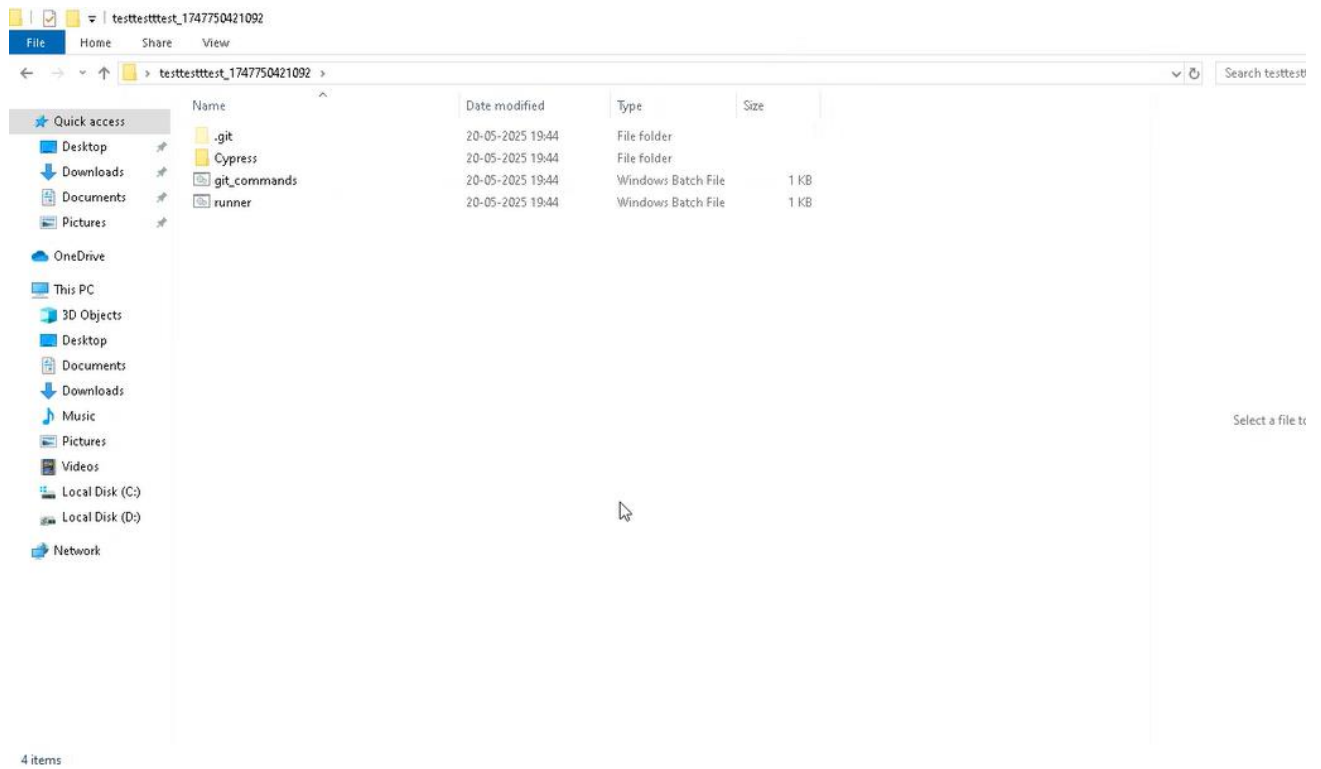 testtestttest_1747750421092
File Home Share View
testtestttest_1747750421092
Search testtestt
Name Date modified Type Size
Quick access
Desktop
Downloads
Documents
Pictures
OneDrive
This PC
3D Objects
Desktop
Documents
Downloads
Music
Pictures
Videos
Local Disk (C:)
Local Disk (D:)
Network
.git 20-05-2025 19:44 File folder
Cypress 20-05-2025 19:44 File folder
git_commands 20-05-2025 19:44 Windows Batch File 1 KB
runner 20-05-2025 19:44 Windows Batch File 1 KB
Select a file to
4 items